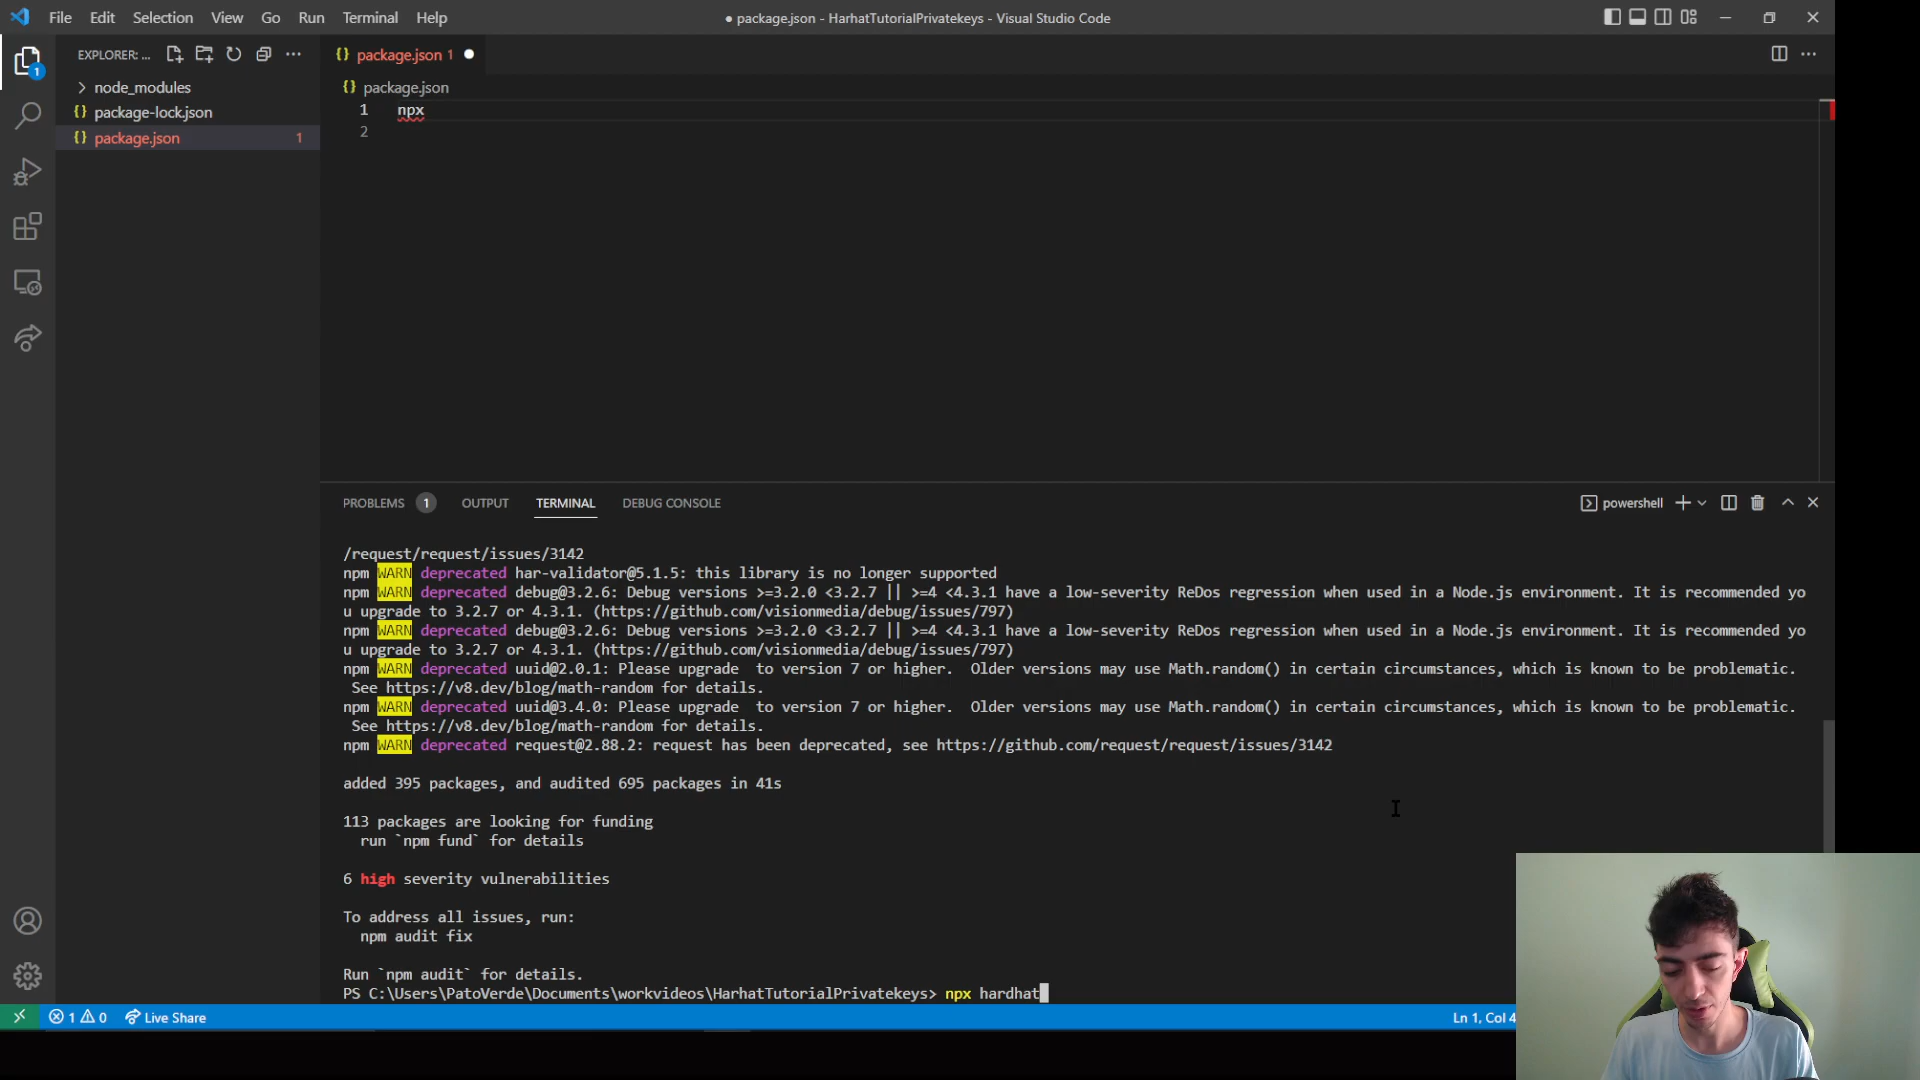 File Edit Selection View Go Run Terminal Help
● package.json - HarhatTutorialPrivatekeys - Visual Studio Code
EXPLORER: ...
{} package.json 1 ●
node_modules
{} package-lock.json
{} package.json 1
1
{} package.json
1 npx
2
PROBLEMS 1 OUTPUT TERMINAL DEBUG CONSOLE
powershell
/request/request/issues/3142
npm WARN deprecated har-validator@5.1.5: this library is no longer supported
npm WARN deprecated debug@3.2.6: Debug versions >=3.2.0 <3.2.7 || >=4 <4.3.1 have a low-severity ReDos regression when used in a Node.js environment. It is recommended yo
u upgrade to 3.2.7 or 4.3.1. (https://github.com/visionmedia/debug/issues/797)
npm WARN deprecated debug@3.2.6: Debug versions >=3.2.0 <3.2.7 || >=4 <4.3.1 have a low-severity ReDos regression when used in a Node.js environment. It is recommended yo
u upgrade to 3.2.7 or 4.3.1. (https://github.com/visionmedia/debug/issues/797)
npm WARN deprecated uuid@2.0.1: Please upgrade  to version 7 or higher.  Older versions may use Math.random() in certain circumstances, which is known to be problematic.
 See https://v8.dev/blog/math-random for details.
npm WARN deprecated uuid@3.4.0: Please upgrade  to version 7 or higher.  Older versions may use Math.random() in certain circumstances, which is known to be problematic.
 See https://v8.dev/blog/math-random for details.
npm WARN deprecated request@2.88.2: request has been deprecated, see https://github.com/request/request/issues/3142
added 395 packages, and audited 695 packages in 41s
113 packages are looking for funding
  run `npm fund` for details
6 high severity vulnerabilities
To address all issues, run:
  npm audit fix
Run `npm audit` for details.
PS C:\Users\PatoVerde\Documents\workvideos\HarhatTutorialPrivatekeys> npx hardhat
1 0 Live Share
Ln 1, Col 4